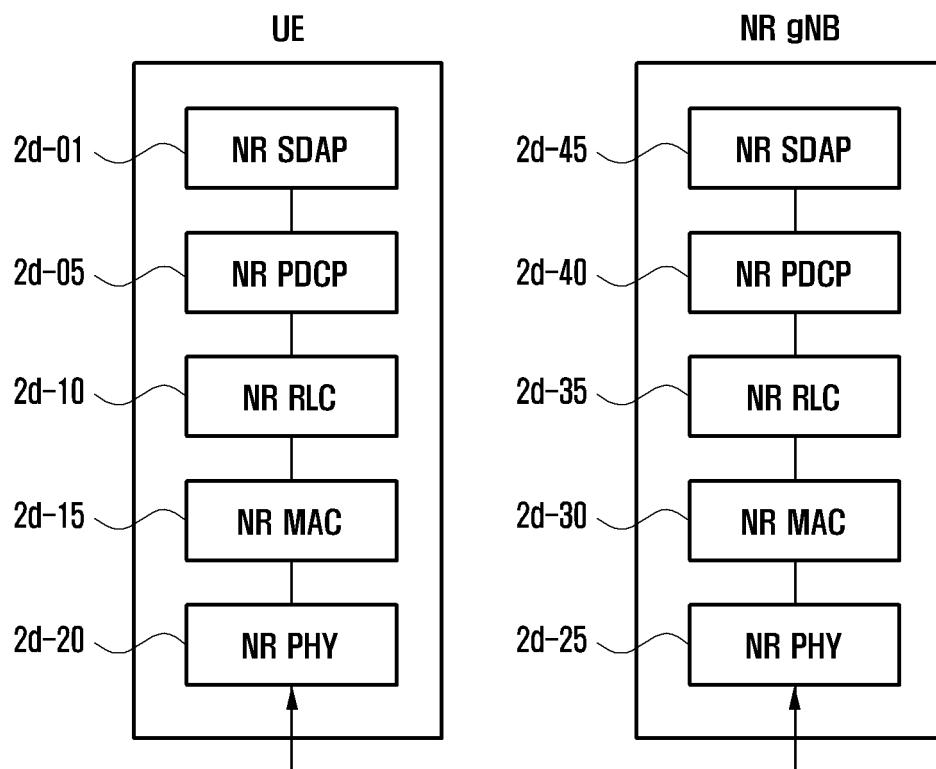 UE
NR gNB
2d-01
NR SDAP
2d-45
NR SDAP
2d-05
NR PDCP
2d-40
NR PDCP
2d-10
NR RLC
2d-35
NR RLC
2d-15
NR MAC
2d-30
NR MAC
2d-20
NR PHY
2d-25
NR PHY